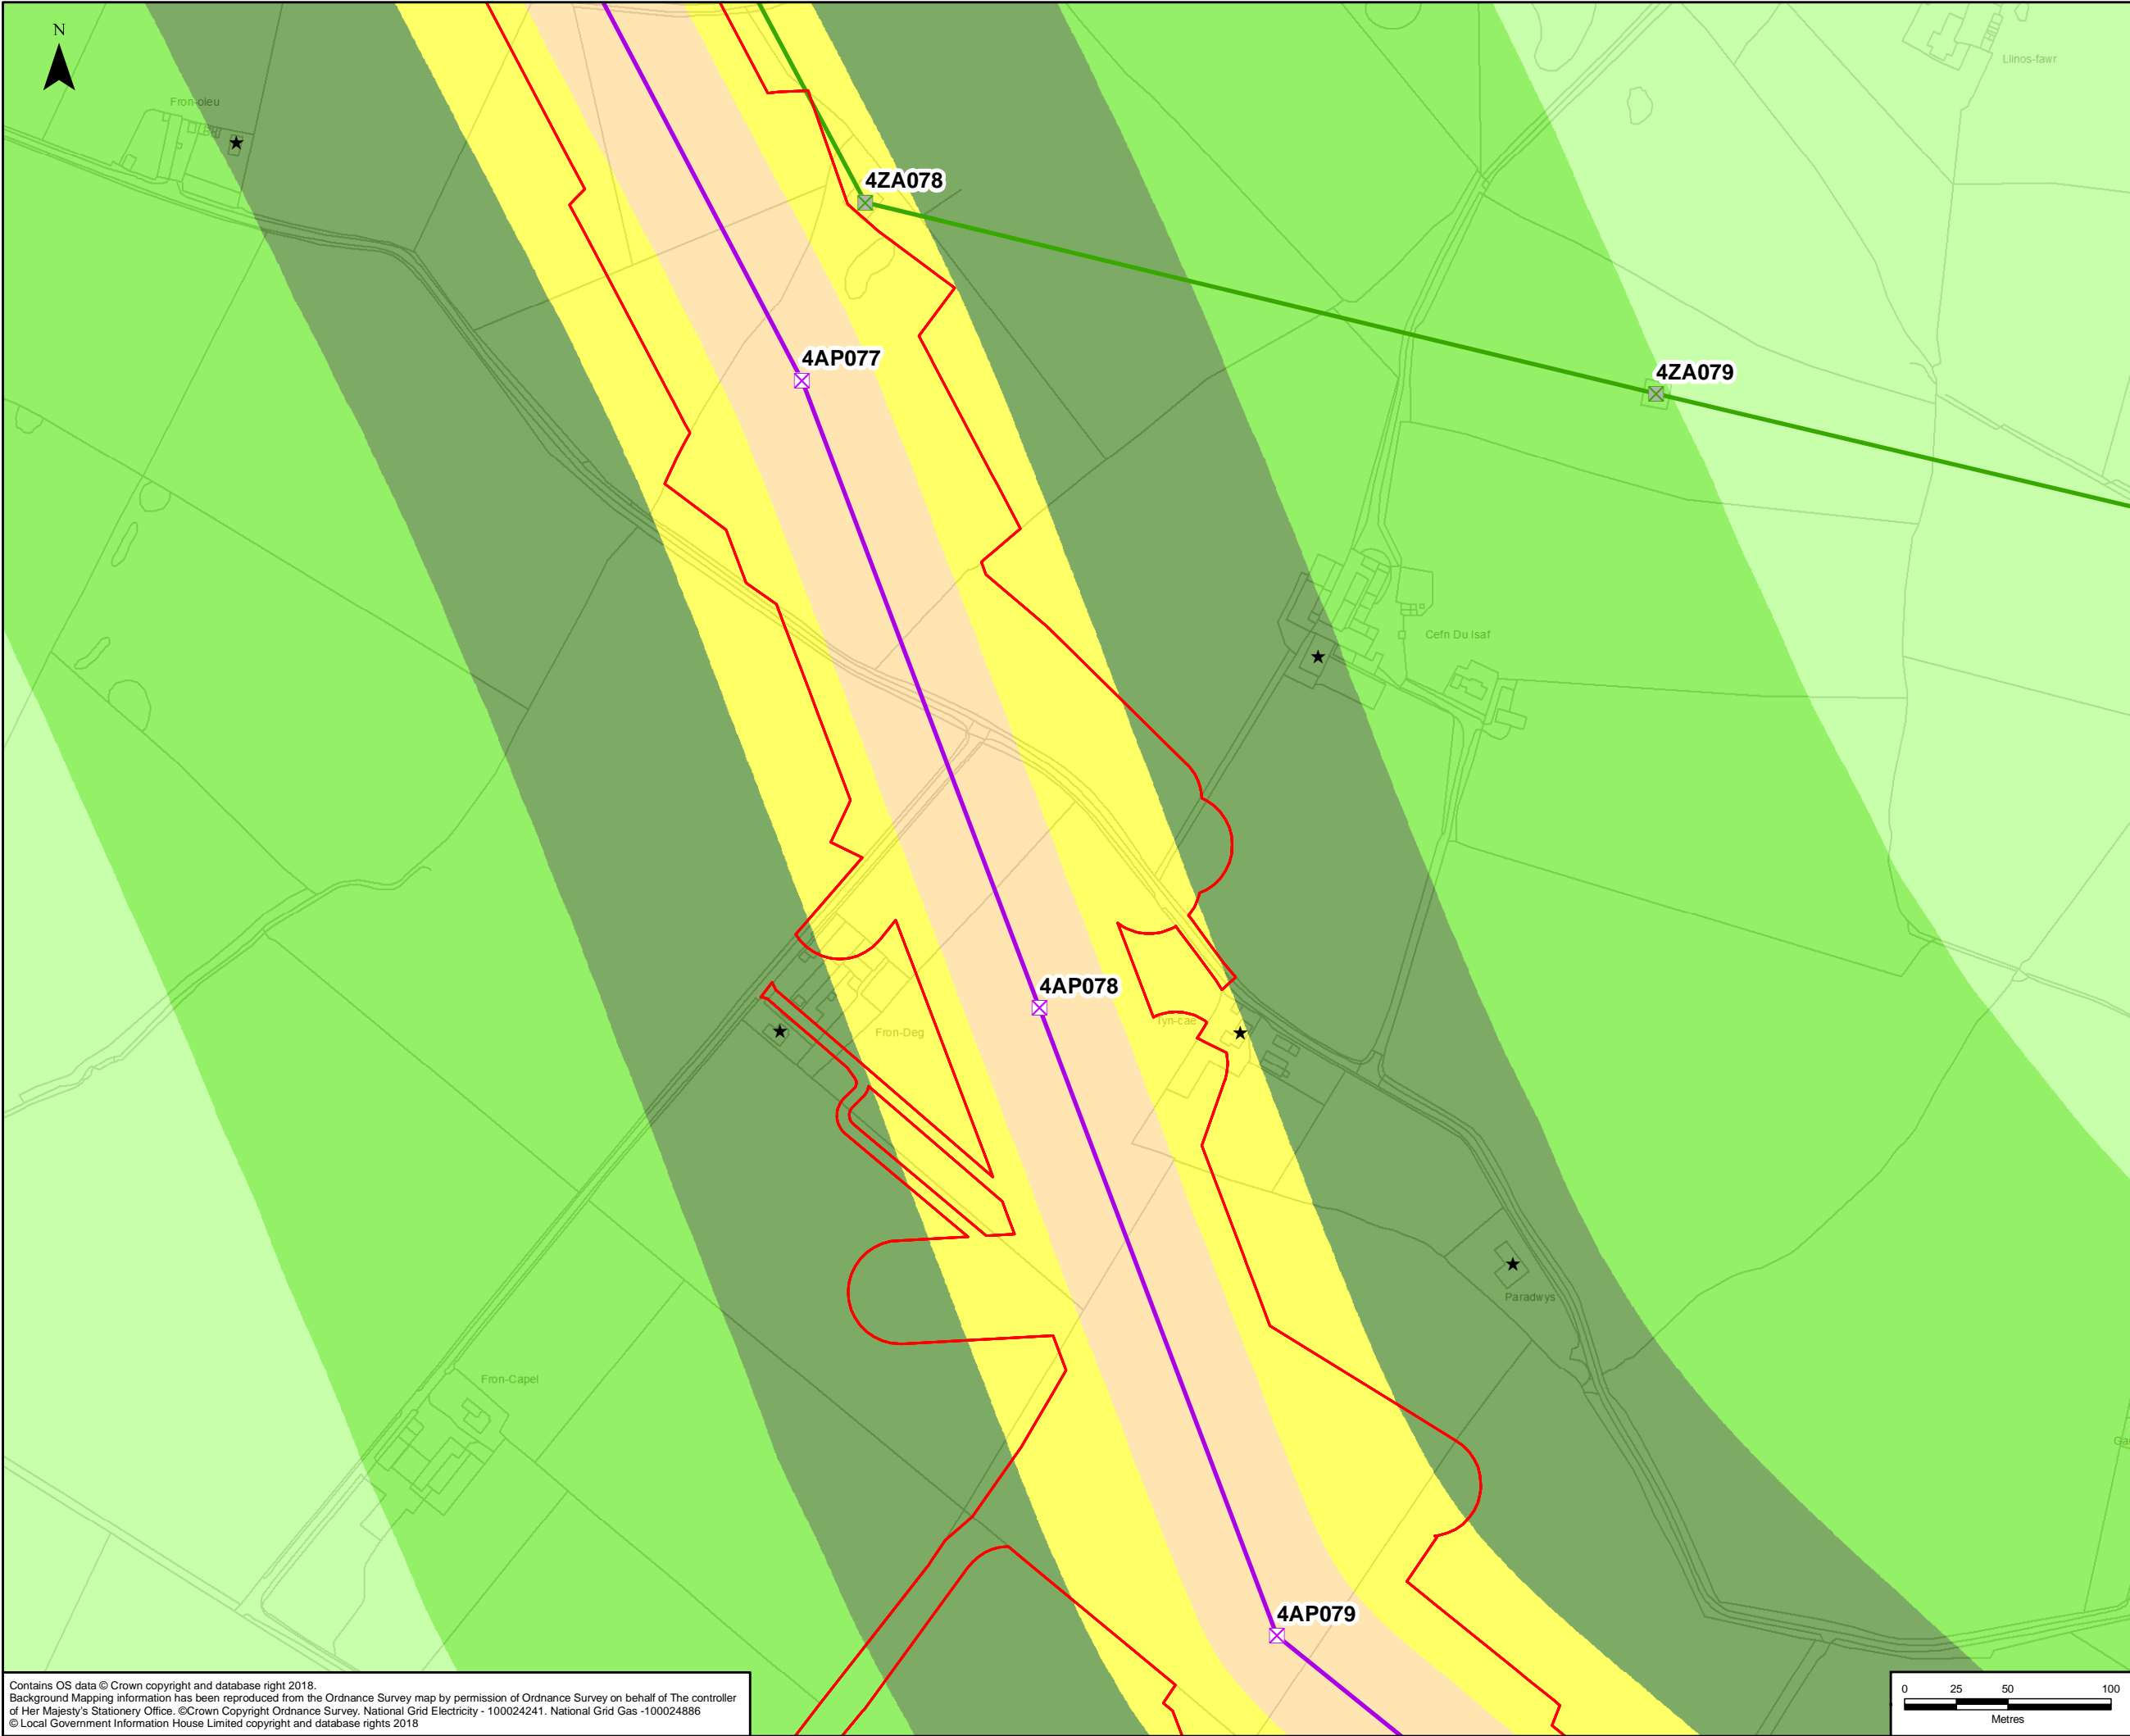 N
Llinos-fawr
Fron-oleu
4ZA078
4AP077
4ZA079
Cefn Du Isaf
4AP078
Tyn-cae
Fron-Deg
Paradwys
Fron-Capel
4AP079
Contains OS data © Crown copyright and database right 2018.
Background Mapping information has been reproduced from the Ordnance Survey map by permission of Ordnance Survey on behalf of The controller
of Her Majesty's Stationery Office. ©Crown Copyright Ordnance Survey. National Grid Electricity - 100024241. National Grid Gas -100024886
© Local Government Information House Limited copyright and database rights 2018
0 25 50 100
Metres